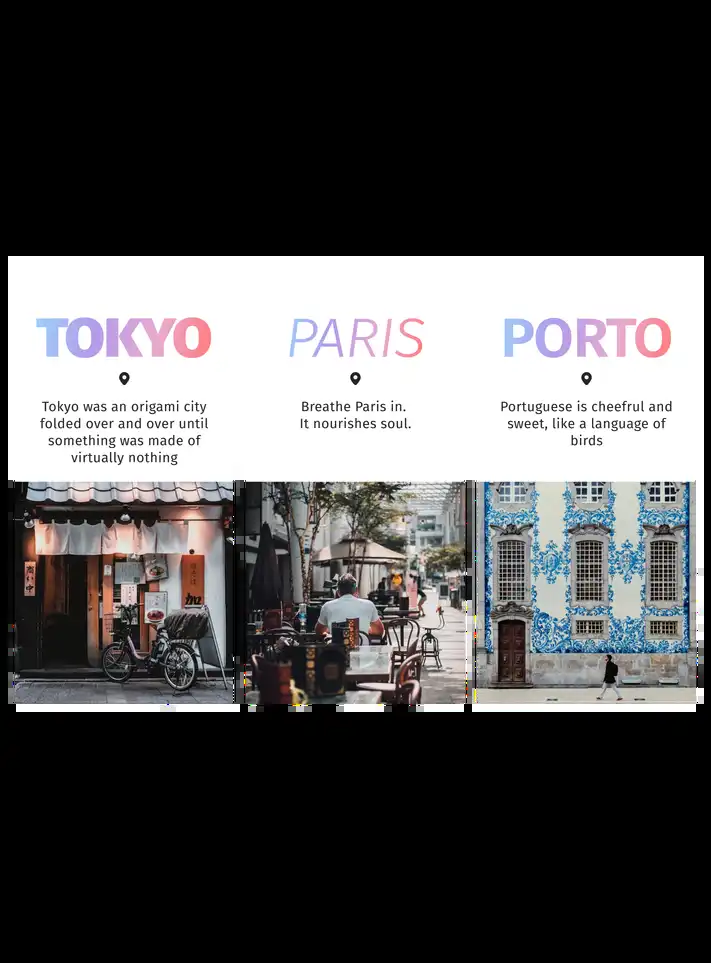 TOKYO
Tokyo was an origami city
folded over and over until
something was made of
virtually nothing
PARIS
Breathe Paris in.
It nourishes soul.
PORTO
Portuguese is cheefrul and
sweet, like a language of
birds